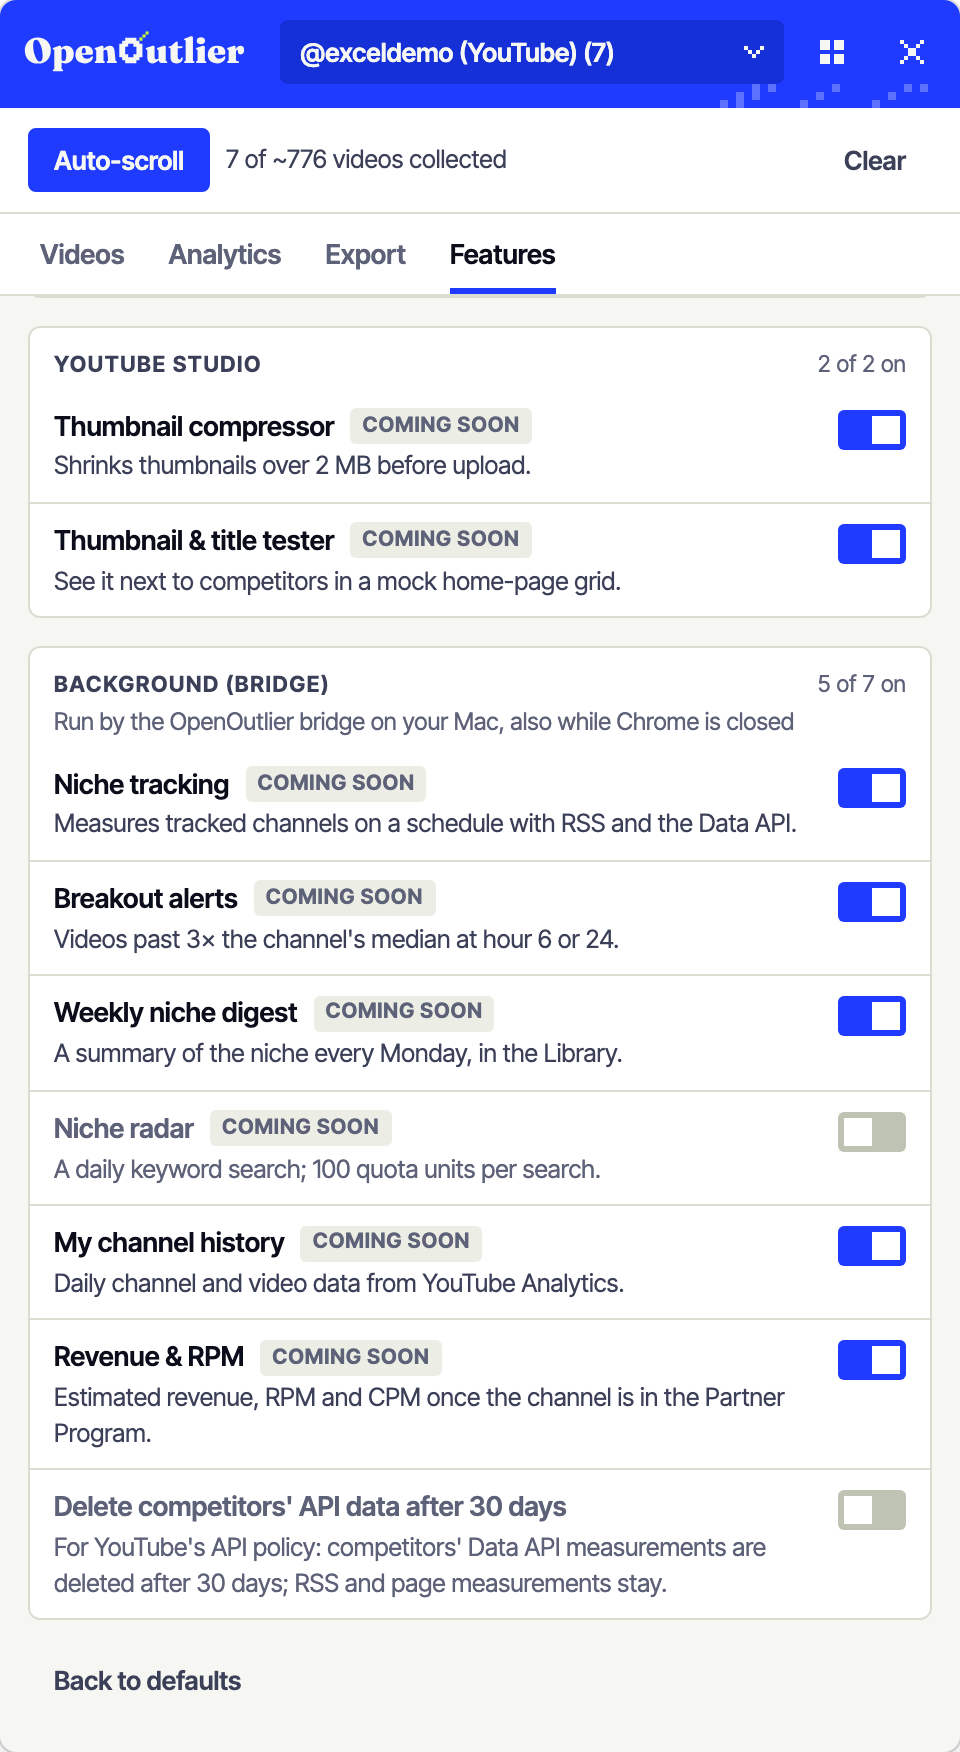 OpenOutlier
@exceldemo (YouTube) (7)
Auto-scroll
7 of ~776 videos collected
Clear
Videos
Analytics
Export
Features
YOUTUBE STUDIO
2 of 2 on
Thumbnail compressor
COMING SOON
Shrinks thumbnails over 2 MB before upload.
Thumbnail & title tester
COMING SOON
See it next to competitors in a mock home-page grid.
BACKGROUND (BRIDGE)
5 of 7 on
Run by the OpenOutlier bridge on your Mac, also while Chrome is closed
Niche tracking
COMING SOON
Measures tracked channels on a schedule with RSS and the Data API.
Breakout alerts
COMING SOON
Videos past 3× the channel's median at hour 6 or 24.
Weekly niche digest
COMING SOON
A summary of the niche every Monday, in the Library.
Niche radar
COMING SOON
A daily keyword search; 100 quota units per search.
My channel history
COMING SOON
Daily channel and video data from YouTube Analytics.
Revenue & RPM
COMING SOON
Estimated revenue, RPM and CPM once the channel is in the Partner
Program.
Delete competitors' API data after 30 days
For YouTube's API policy: competitors' Data API measurements are
deleted after 30 days; RSS and page measurements stay.
Back to defaults